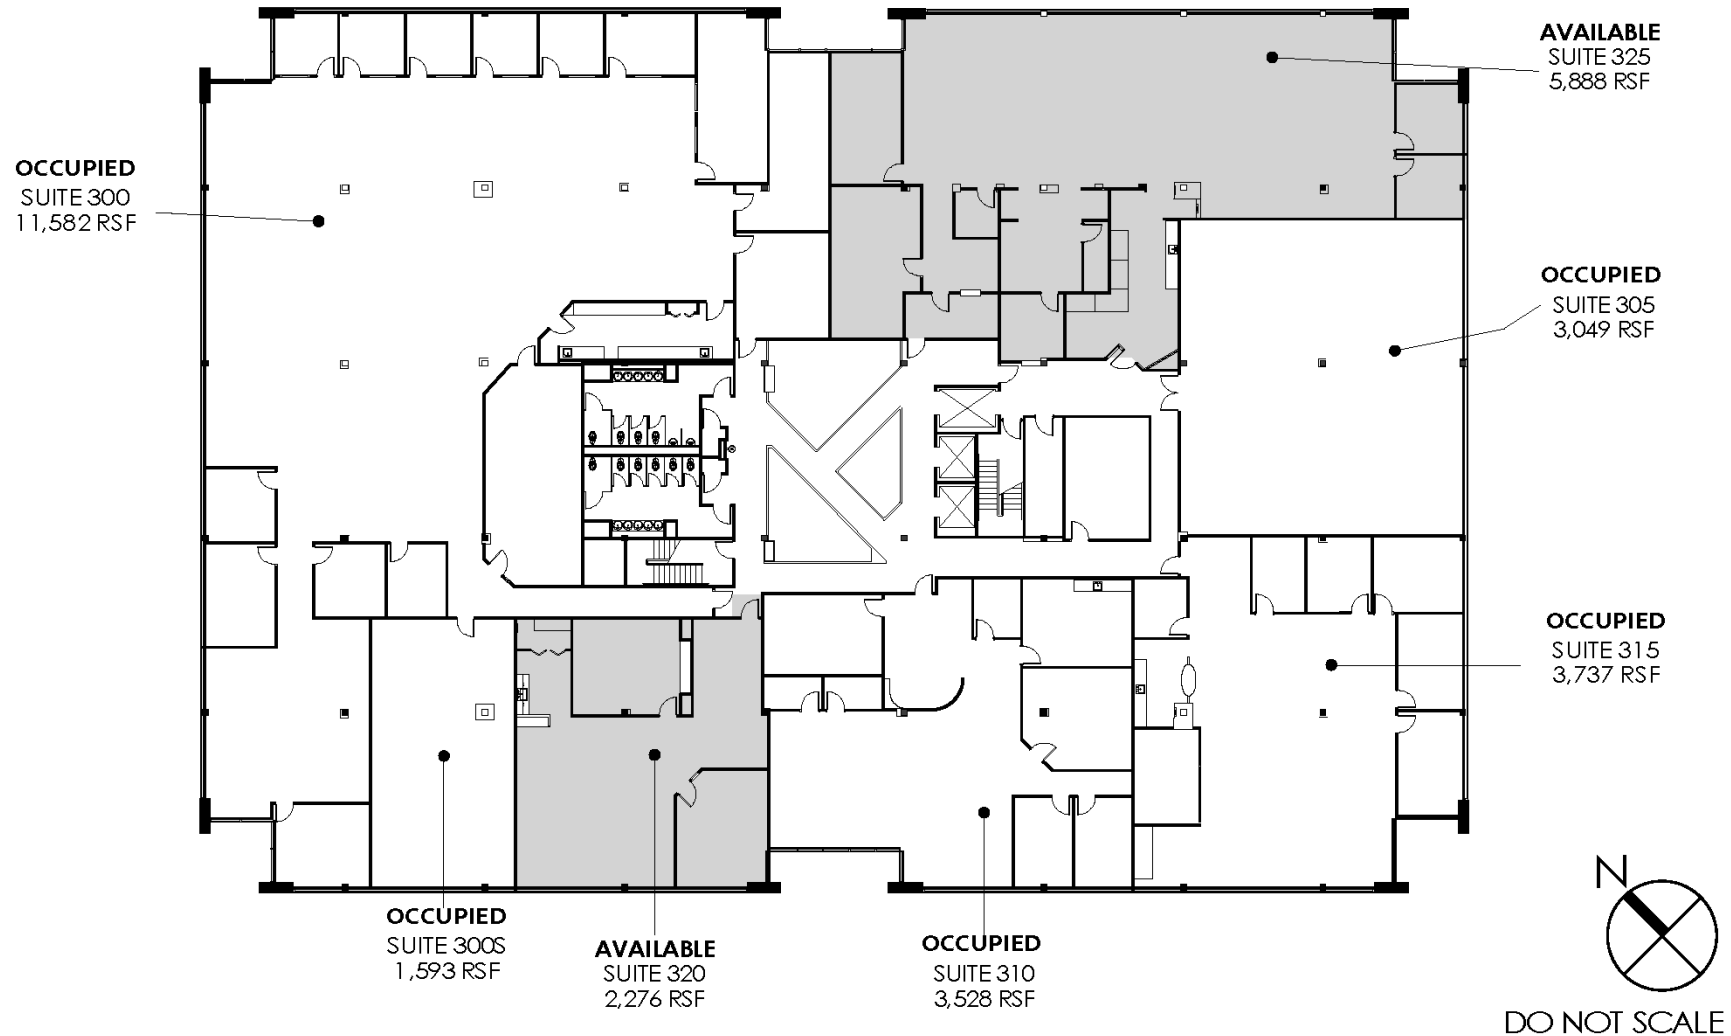 AVAILABLE
SUITE 325
5,888 RSF
OCCUPIED
SUITE 300
11,582 RSF
OCCUPIED
SUITE 305
3,049 RSF
OCCUPIED
SUITE 315
3,737 RSF
OCCUPIED
SUITE 300S
1,593 RSF
AVAILABLE
SUITE 320
2,276 RSF
OCCUPIED
SUITE 310
3,528 RSF
N
DO NOT SCALE